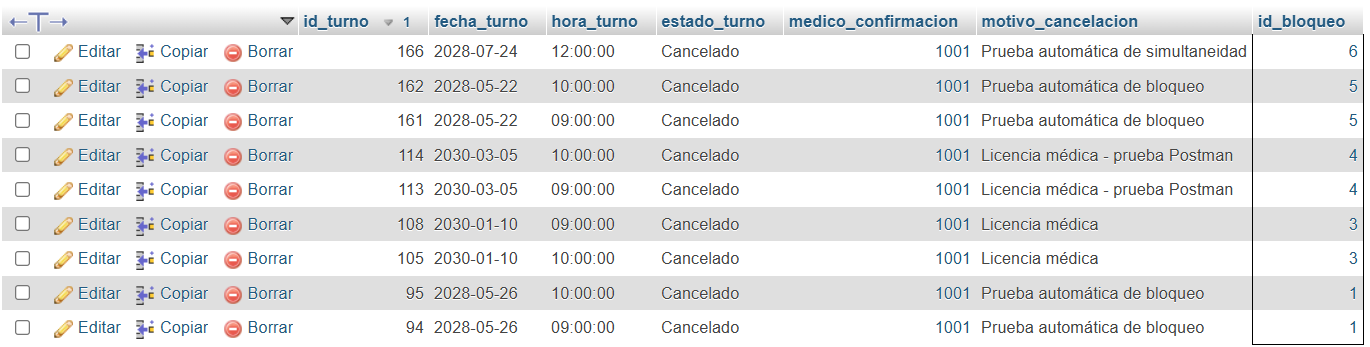 id_turno 1 fecha_turno hora_turno estado_turno medico_confirmacion motivo_cancelacion id_bloqueo
Editar Copiar Borrar 166 2028-07-24 12:00:00 Cancelado 1001 Prueba automática de simultaneidad 6
Editar Copiar Borrar 162 2028-05-22 10:00:00 Cancelado 1001 Prueba automática de bloqueo 5
Editar Copiar Borrar 161 2028-05-22 09:00:00 Cancelado 1001 Prueba automática de bloqueo 5
Editar Copiar Borrar 114 2030-03-05 10:00:00 Cancelado 1001 Licencia médica - prueba Postman 4
Editar Copiar Borrar 113 2030-03-05 09:00:00 Cancelado 1001 Licencia médica - prueba Postman 4
Editar Copiar Borrar 108 2030-01-10 09:00:00 Cancelado 1001 Licencia médica 3
Editar Copiar Borrar 105 2030-01-10 10:00:00 Cancelado 1001 Licencia médica 3
Editar Copiar Borrar 95 2028-05-26 10:00:00 Cancelado 1001 Prueba automática de bloqueo 1
Editar Copiar Borrar 94 2028-05-26 09:00:00 Cancelado 1001 Prueba automática de bloqueo 1